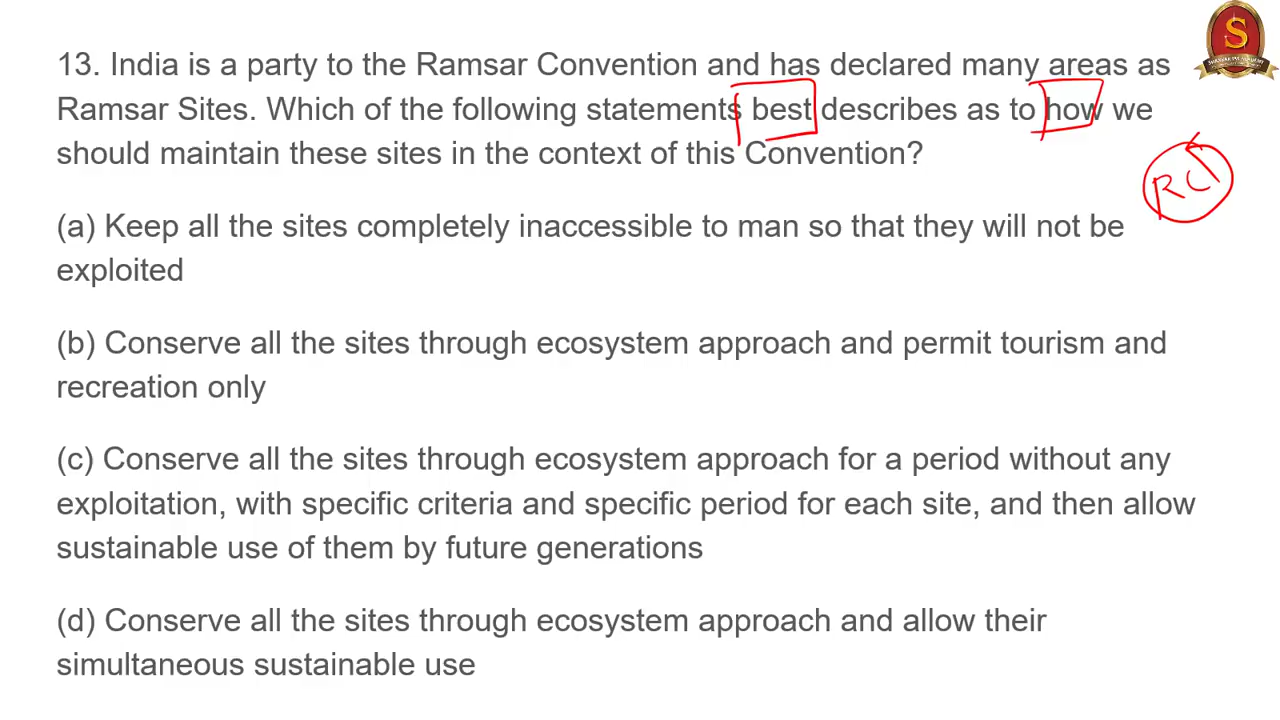 13. India is a party to the Ramsar Convention and has declared many areas as
Ramsar Sites. Which of the following statements best describes as to how we
should maintain these sites in the context of this Convention?
RC
(a) Keep all the sites completely inaccessible to man so that they will not be
exploited
(b) Conserve all the sites through ecosystem approach and permit tourism and
recreation only
(c) Conserve all the sites through ecosystem approach for a period without any
exploitation, with specific criteria and specific period for each site, and then allow
sustainable use of them by future generations
(d) Conserve all the sites through ecosystem approach and allow their
simultaneous sustainable use
S